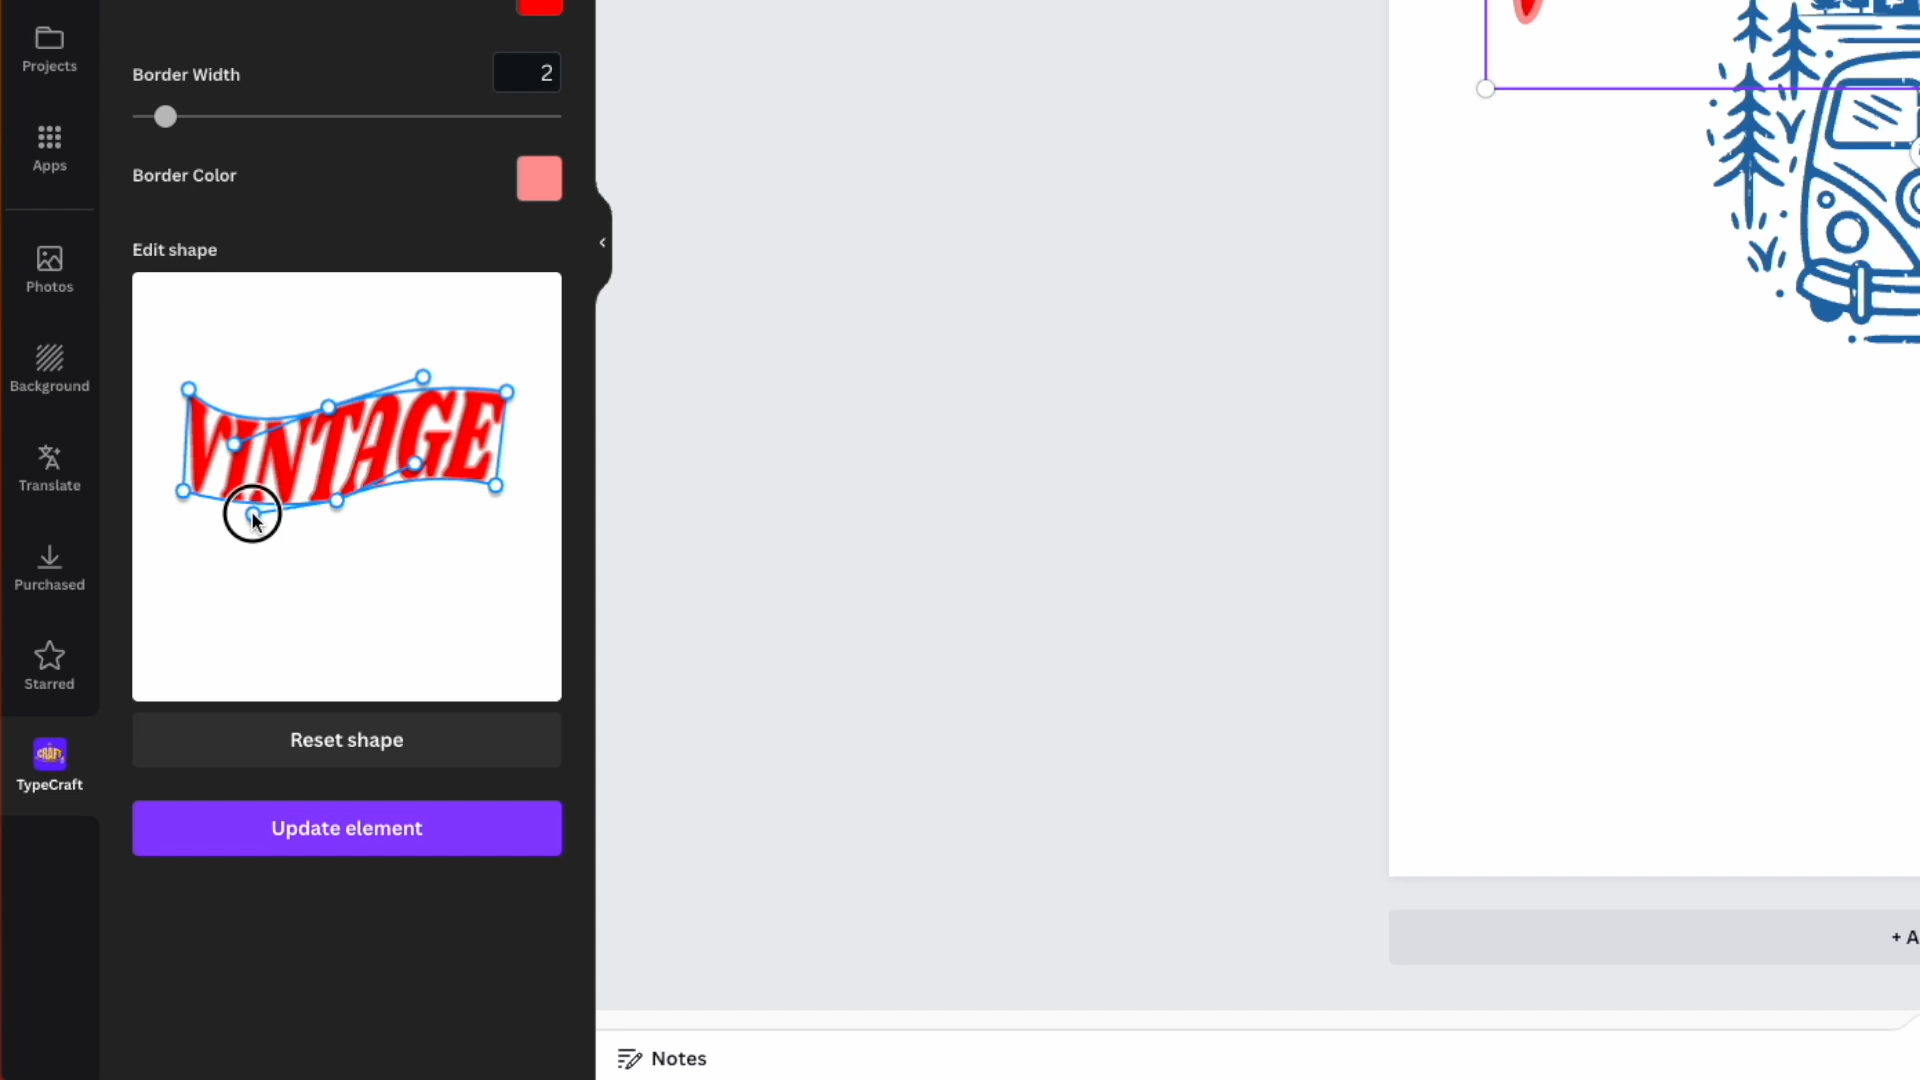 Projects
Apps
Photos
Background
Translate
Purchased
Starred
CRAFT
TypeCraft
Border Width
2
Border Color
Edit shape
VINTAGE
Reset shape
Update element
+ A
Notes